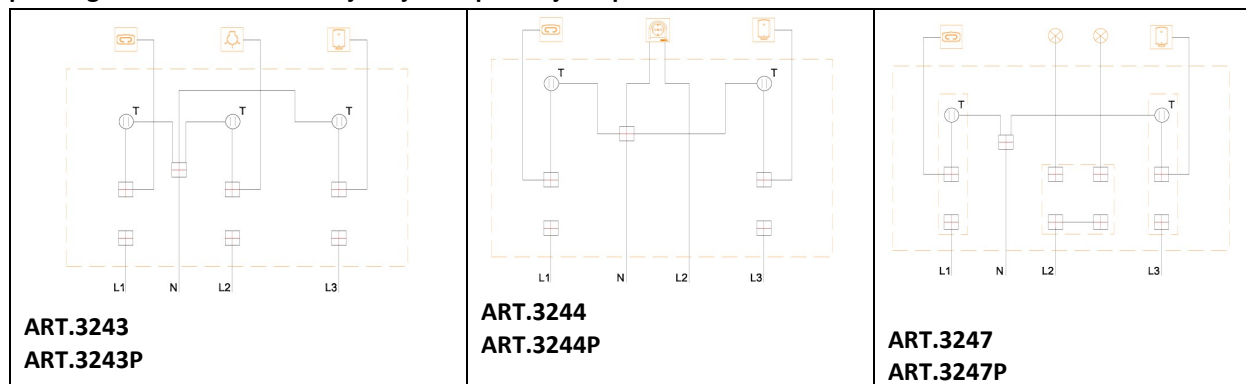 T
T
T
L1
N
L2
L3
ART.3243
ART.3243P
T
T
L1
N
L2
L3
ART.3244
ART.3244P
T
T
L1
N
L2
L3
ART.3247
ART.3247P